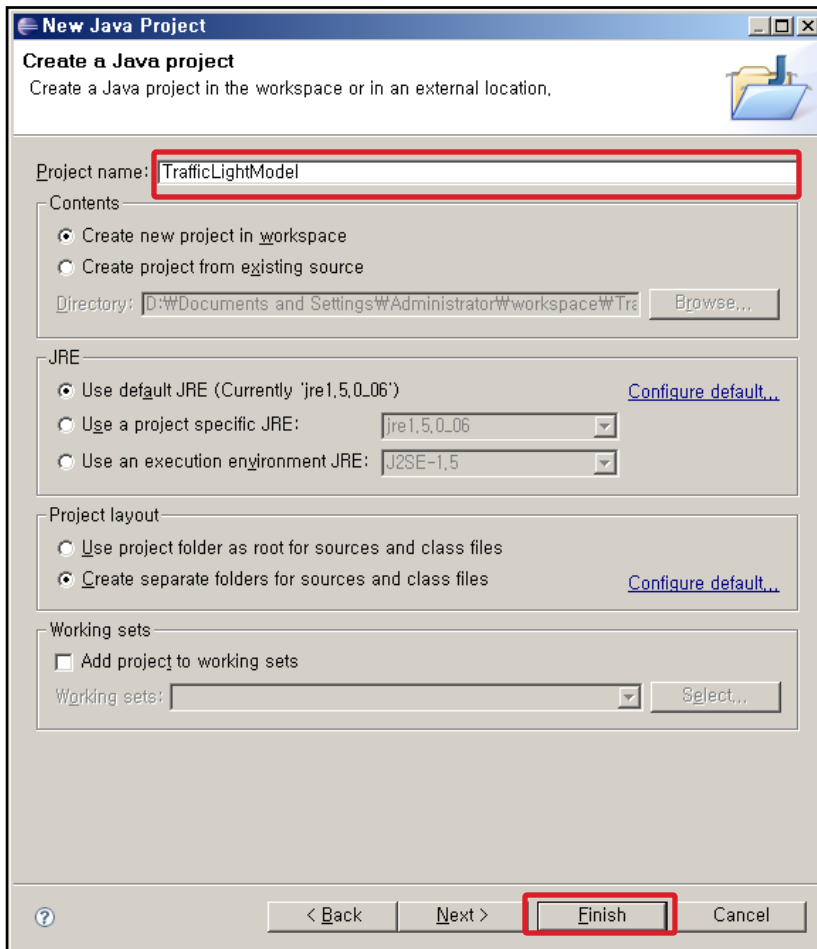 New Java Project
Create a Java project
Create a Java project in the workspace or in an external location,
Project name: TrafficLightModel
Contents
Create new project in workspace
Create project from existing source
Directory: D:₩Documents and Settings₩Administrator₩workspace₩Tra Browse,,,
JRE
Use default JRE (Currently 'jre1,5,0_06') Configure default,,,
Use a project specific JRE: jre1,5,0_06
Use an execution environment JRE: J2SE-1,5
Project layout
Use project folder as root for sources and class files
Create separate folders for sources and class files Configure default,,,
Working sets
Add project to working sets
Working sets: Select,,,
? < Back Next > Finish Cancel